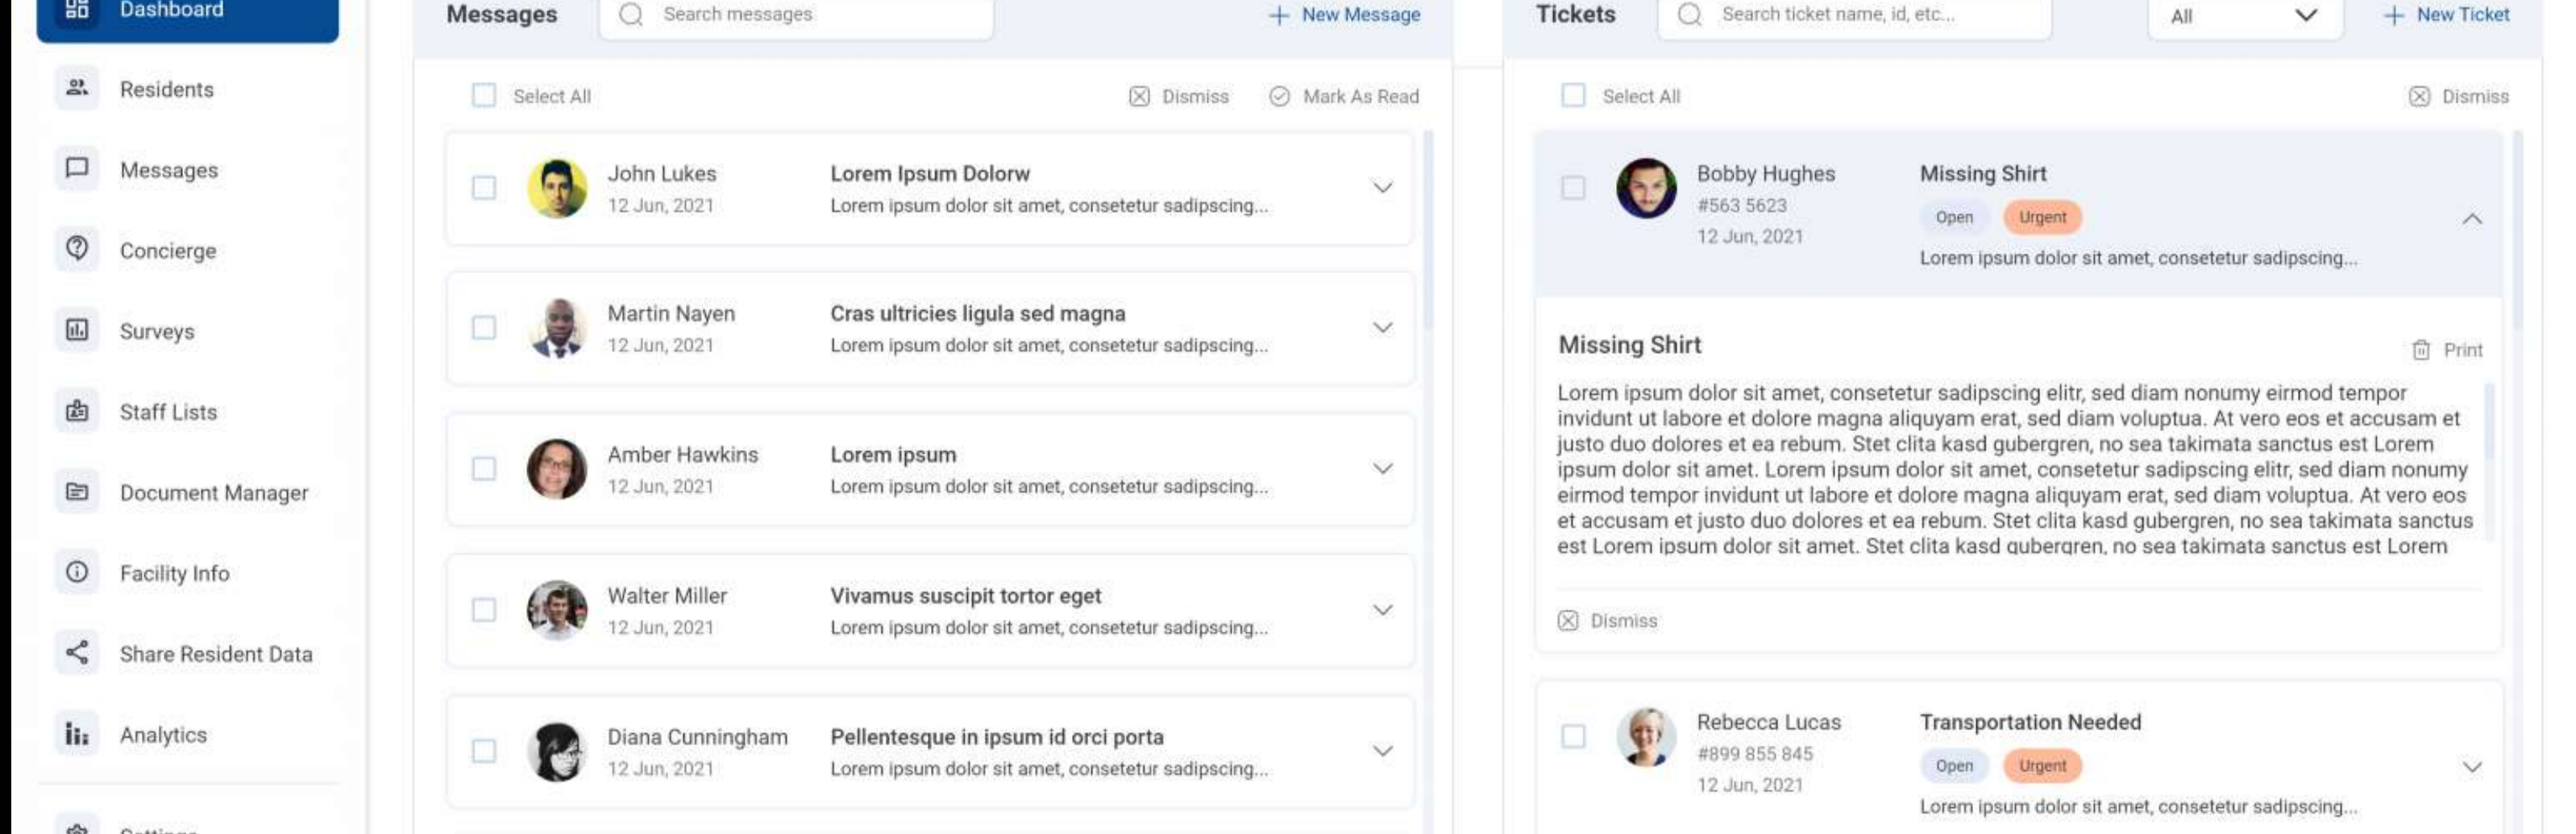 Dashboard
Residents
Messages
Concierge
Surveys
Staff Lists
Document Manager
Facility Info
Share Resident Data
Analytics
Settings
Messages
Search messages
+ New Message
Select All
Dismiss
Mark As Read
John Lukes
12 Jun, 2021
Lorem Ipsum Dolorw
Lorem ipsum dolor sit amet, consetetur sadipscing...
Martin Nayen
12 Jun, 2021
Cras ultricies ligula sed magna
Lorem ipsum dolor sit amet, consetetur sadipscing...
Amber Hawkins
12 Jun, 2021
Lorem ipsum
Lorem ipsum dolor sit amet, consetetur sadipscing...
Walter Miller
12 Jun, 2021
Vivamus suscipit tortor eget
Lorem ipsum dolor sit amet, consetetur sadipscing...
Diana Cunningham
12 Jun, 2021
Pellentesque in ipsum id orci porta
Lorem ipsum dolor sit amet, consetetur sadipscing...
Tickets
Search ticket name, id, etc...
All
+ New Ticket
Select All
Dismiss
Bobby Hughes
#563 5623
12 Jun, 2021
Missing Shirt
Open
Urgent
Lorem ipsum dolor sit amet, consetetur sadipscing...
Missing Shirt
Print
Lorem ipsum dolor sit amet, consetetur sadipscing elitr, sed diam nonumy eirmod tempor
invidunt ut labore et dolore magna aliquyam erat, sed diam voluptua. At vero eos et accusam et
justo duo dolores et ea rebum. Stet clita kasd gubergren, no sea takimata sanctus est Lorem
ipsum dolor sit amet. Lorem ipsum dolor sit amet, consetetur sadipscing elitr, sed diam nonumy
eirmod tempor invidunt ut labore et dolore magna aliquyam erat, sed diam voluptua. At vero eos
et accusam et justo duo dolores et ea rebum. Stet clita kasd gubergren, no sea takimata sanctus
est Lorem ipsum dolor sit amet. Stet clita kasd gubergren, no sea takimata sanctus est Lorem
Dismiss
Rebecca Lucas
#899 855 845
12 Jun, 2021
Transportation Needed
Open
Urgent
Lorem ipsum dolor sit amet, consetetur sadipscing...